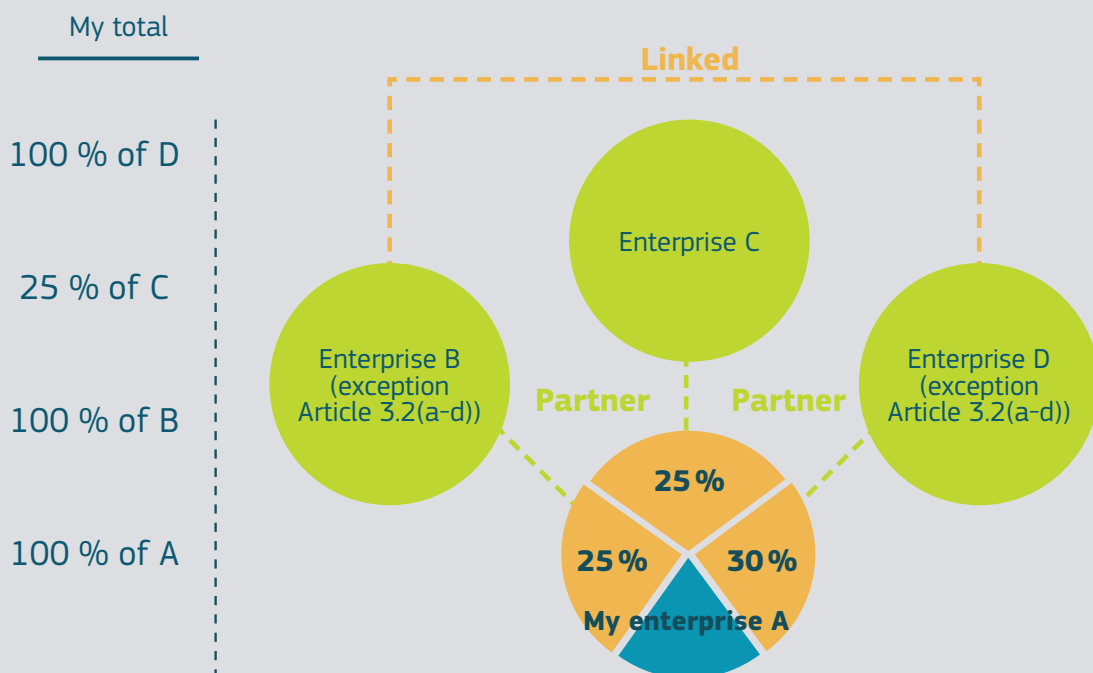 My total
100 % of D
25 % of C
100 % of B
100 % of A
Linked
Enterprise C
Enterprise B
(exception
Article 3.2(a-d))
Enterprise D
(exception
Article 3.2(a-d))
Partner
Partner
25 %
25 %
30 %
My enterprise A